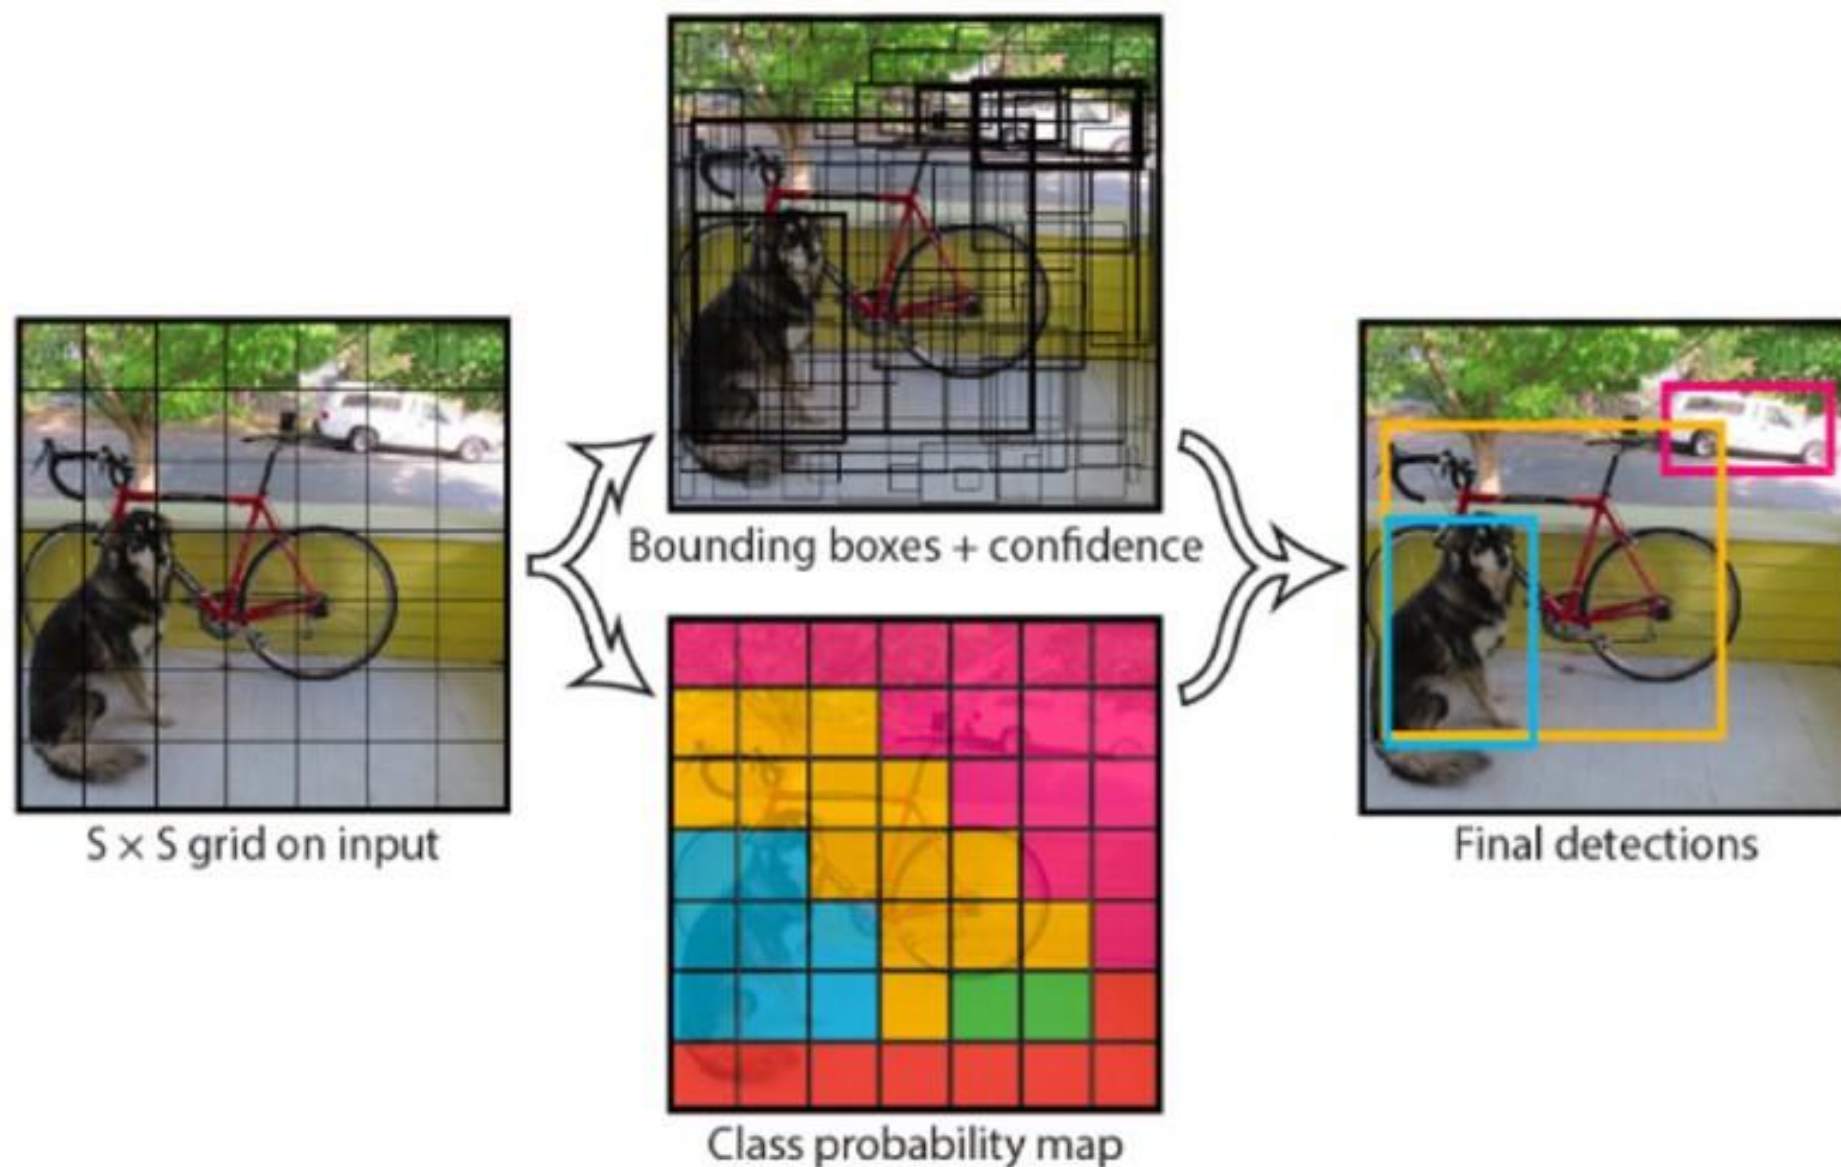 Bounding boxes + confidence
S × S grid on input
Final detections
Class probability map